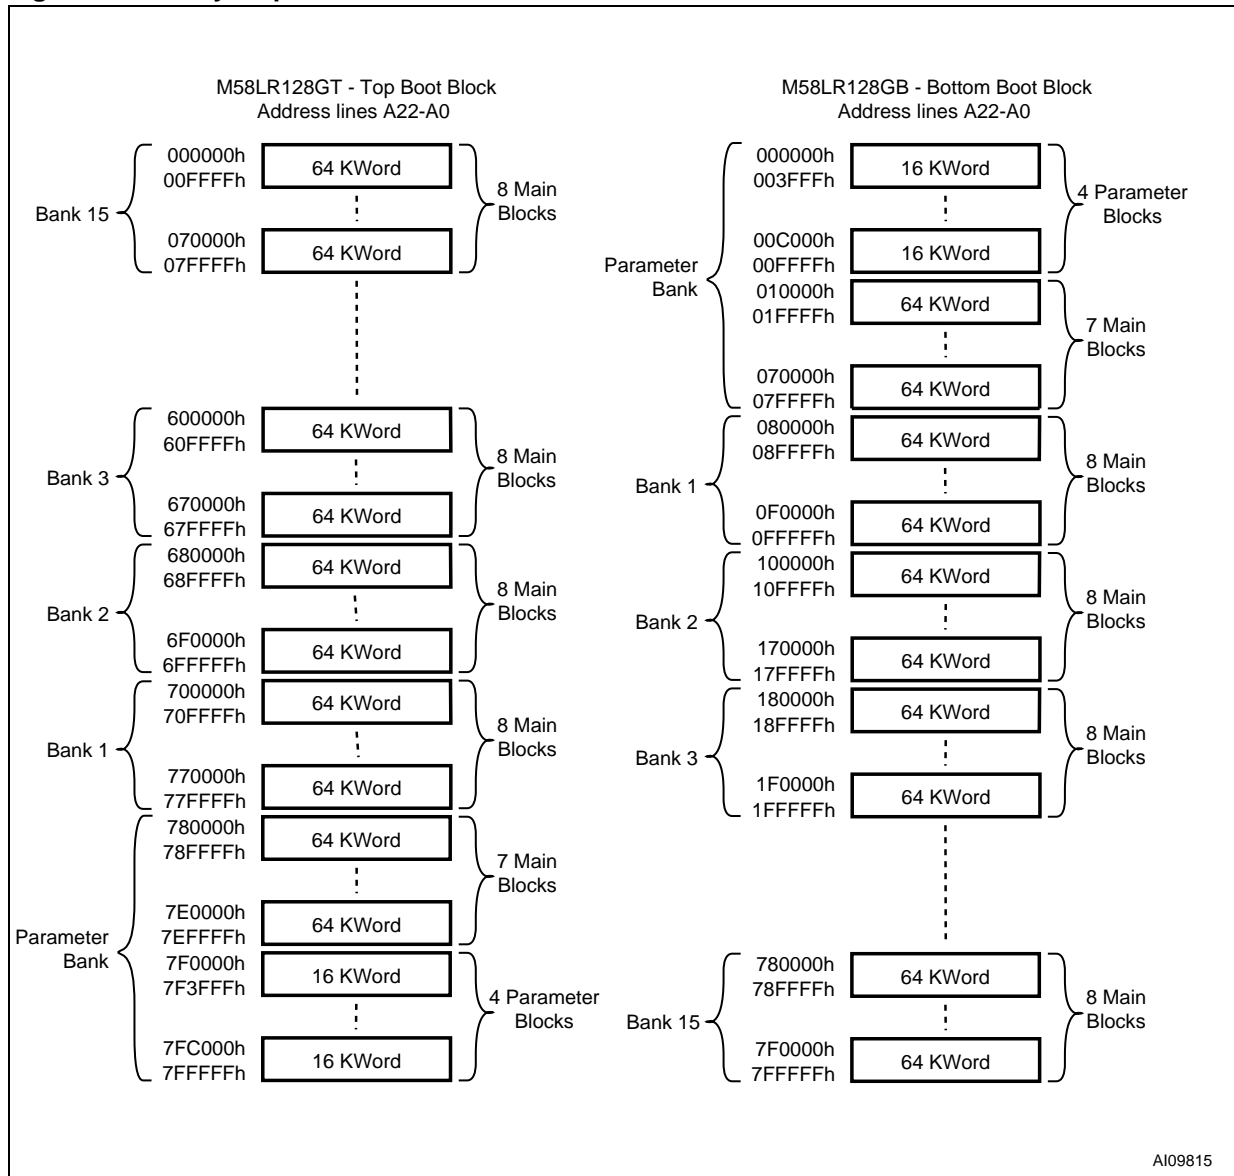 M58LR128GT - Top Boot Block
Address lines A22-A0
000000h
00FFFFh
64 KWord
Bank 15
8 Main
Blocks
070000h
07FFFFh
64 KWord
600000h
60FFFFh
64 KWord
Bank 3
8 Main
Blocks
670000h
67FFFFh
64 KWord
680000h
68FFFFh
64 KWord
Bank 2
8 Main
Blocks
6F0000h
6FFFFFh
64 KWord
700000h
70FFFFh
64 KWord
Bank 1
8 Main
Blocks
770000h
77FFFFh
64 KWord
780000h
78FFFFh
64 KWord
7 Main
Blocks
7E0000h
7EFFFFh
64 KWord
Parameter
Bank
7F0000h
7F3FFFh
16 KWord
4 Parameter
Blocks
7FC000h
7FFFFFh
16 KWord
M58LR128GB - Bottom Boot Block
Address lines A22-A0
000000h
003FFFh
16 KWord
4 Parameter
Blocks
00C000h
00FFFFh
16 KWord
Parameter
Bank
010000h
01FFFFh
64 KWord
7 Main
Blocks
070000h
07FFFFh
64 KWord
080000h
08FFFFh
64 KWord
Bank 1
8 Main
Blocks
0F0000h
0FFFFFh
64 KWord
100000h
10FFFFh
64 KWord
Bank 2
8 Main
Blocks
170000h
17FFFFh
64 KWord
180000h
18FFFFh
64 KWord
Bank 3
8 Main
Blocks
1F0000h
1FFFFFh
64 KWord
780000h
78FFFFh
64 KWord
Bank 15
8 Main
Blocks
7F0000h
7FFFFFh
64 KWord
AI09815